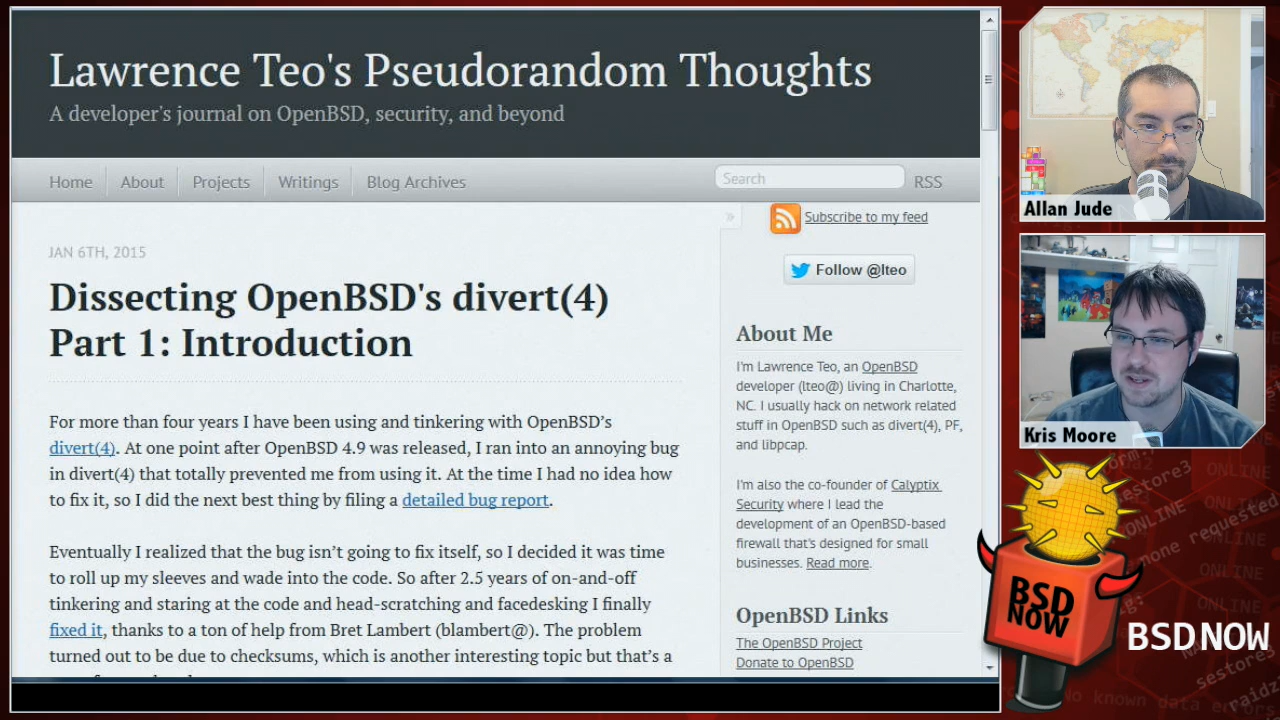 Lawrence Teo's Pseudorandom Thoughts
A developer's journal on OpenBSD, security, and beyond
Home About Projects Writings Blog Archives
Search
RSS
JAN 6TH, 2015
Dissecting OpenBSD's divert(4)
Part 1: Introduction
For more than four years I have been using and tinkering with OpenBSD’s
divert(4). At one point after OpenBSD 4.9 was released, I ran into an annoying bug
in divert(4) that totally prevented me from using it. At the time I had no idea how
to fix it, so I did the next best thing by filing a detailed bug report.
Eventually I realized that the bug isn’t going to fix itself, so I decided it was time
to roll up my sleeves and wade into the code. So after 2.5 years of on-and-off
tinkering and staring at the code and head-scratching and facedesking I finally
fixed it, thanks to a ton of help from Bret Lambert (blambert@). The problem
turned out to be due to checksums, which is another interesting topic but that’s a
»
Subscribe to my feed
Follow @lteo
About Me
I'm Lawrence Teo, an OpenBSD
developer (lteo@) living in Charlotte,
NC. I usually hack on network related
stuff in OpenBSD such as divert(4), PF,
and libpcap.
I'm also the co-founder of Calyptix
Security where I lead the
development of an OpenBSD-based
firewall that's designed for small
businesses. Read more.
OpenBSD Links
The OpenBSD Project
Donate to OpenBSD
Allan Jude
Kris Moore
BSD
NOW
BSDNOW
ONLINE
ONLINE
none requested
ONLINE
ONLINE
No known data